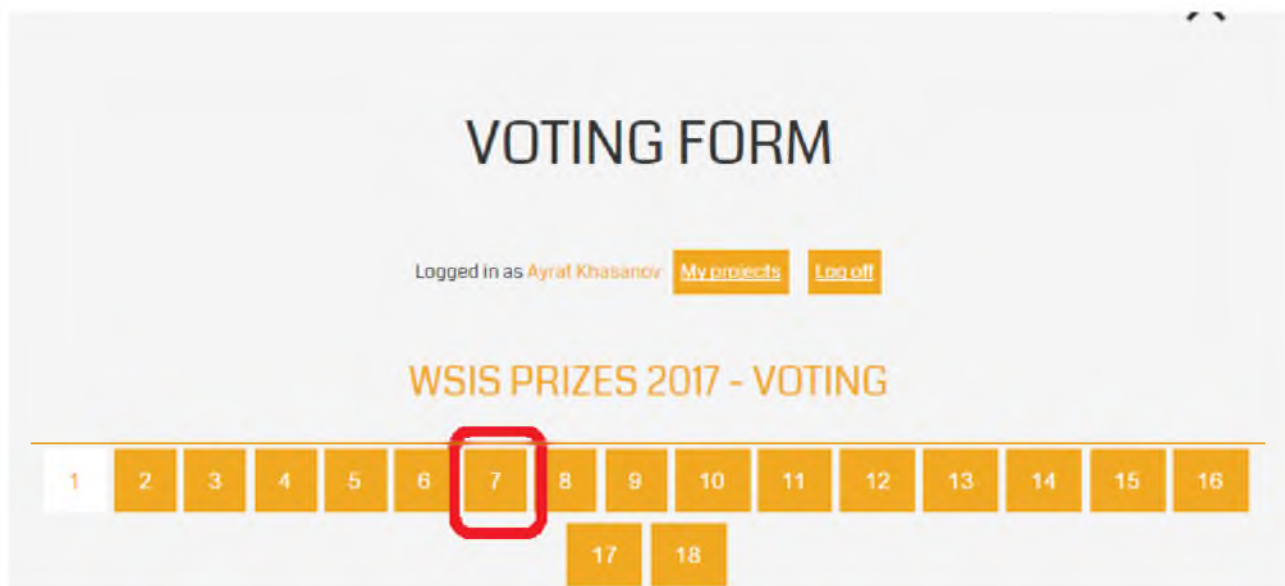 VOTING FORM
Logged in as Ayrat Khasanov My projects Log off
WSIS PRIZES 2017 - VOTING
1 2 3 4 5 6 7 8 9 10 11 12 13 14 15 16
17 18